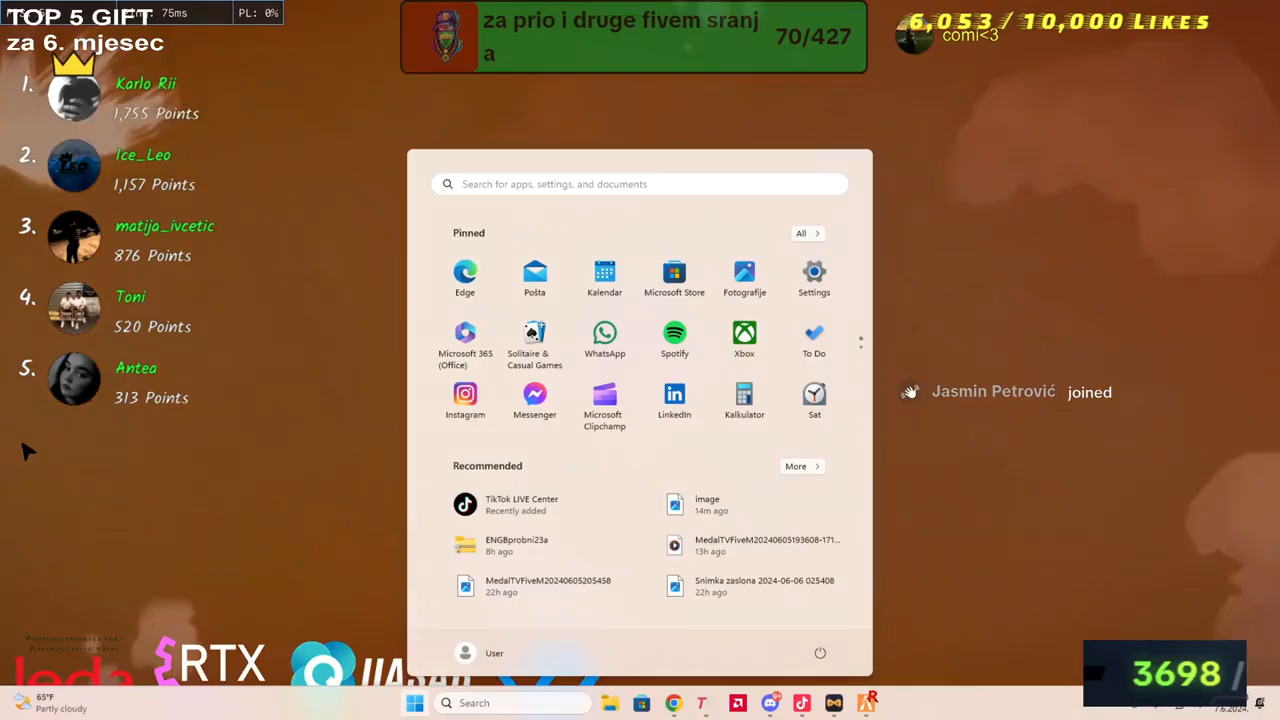 TOP 5 GIFT
75ms
PL: 0%
za 6. mjesec
1. Karlo Rii
1,755 Points
2. Ice_Leo
1,157 Points
3. matija_ivcetic
876 Points
4. Toni
520 Points
5. Antea
313 Points
za prio i druge fivem sranj
a
70/427
6,053 / 10,000 LIKES
comi<3
Search for apps, settings, and documents
Pinned
All
Edge
Pošta
Kalendar
Microsoft Store
Fotografije
Settings
Microsoft 365
(Office)
Solitaire &
Casual Games
WhatsApp
Spotify
Xbox
To Do
Instagram
Messenger
Microsoft
Clipchamp
LinkedIn
Kalkulator
Sat
Jasmin Petrović joined
Recommended
More
TikTok LIVE Center
Recently added
image
14m ago
ENGBprobni23a
8h ago
MedalTVFiveM20240605193608-171...
13h ago
MedalTVFiveM20240605205458
22h ago
Snimka zaslona 2024-06-06 025408
22h ago
User
RTX
3698 /
65°F
Partly cloudy
Search
7.6.2024.